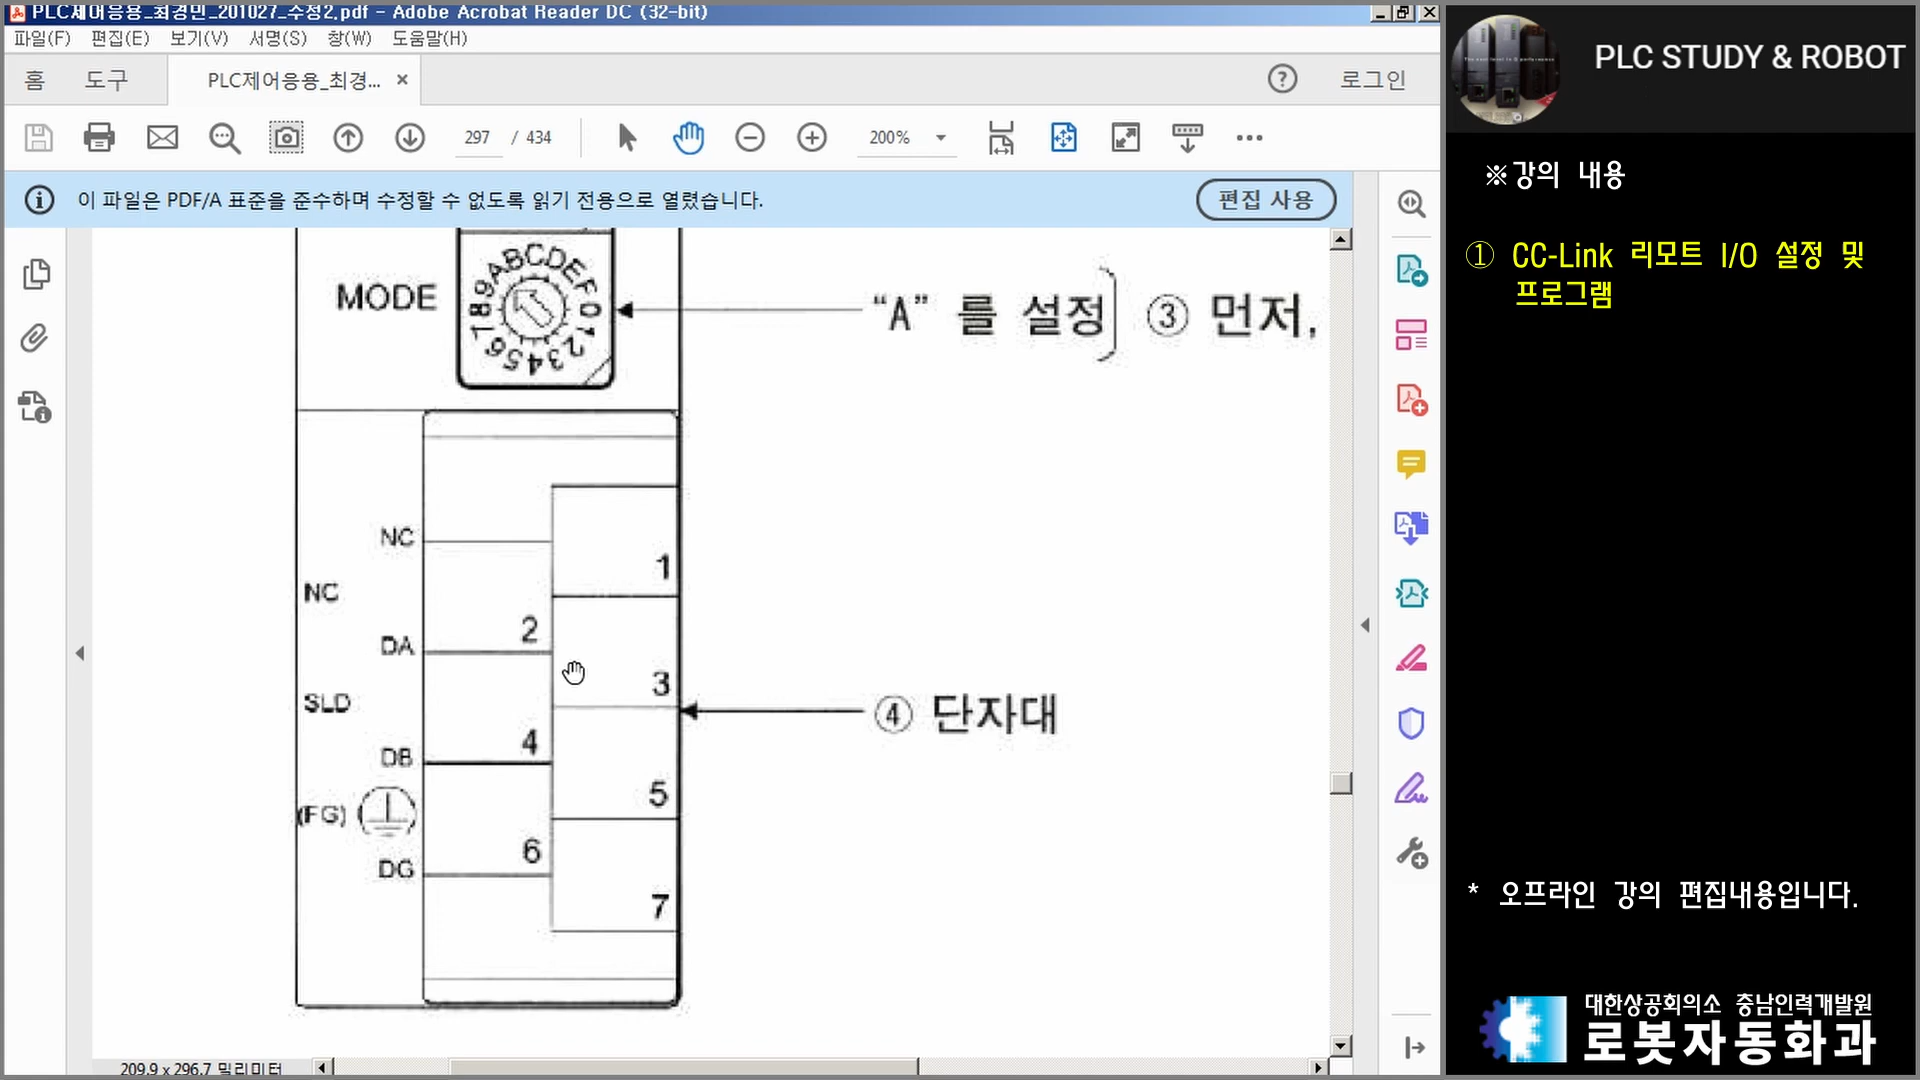 PLC제어응용_최경민_201027_수정2.pdf - Adobe Acrobat Reader DC (32-bit)
파일(F) 편집(E) 보기(V) 서명(S) 창(W) 도움말(H)
홈 도구 PLC제어응용_최경... 로그인
297 / 434 200%
이 파일은 PDF/A 표준을 준수하며 수정할 수 없도록 읽기 전용으로 열렸습니다. 편집 사용
MODE
0123456789ABCDEF
“A” 를 설정 ③ 먼저,
NC
1
NC
2
DA
3
SLD
④ 단자대
4
DB
5
(FG)
6
DG
7
209.9 x 296.7 밀리미터
PLC STUDY & ROBOT
※강의 내용
① CC-Link 리모트 I/O 설정 및
프로그램
* 오프라인 강의 편집내용입니다.
대한상공회의소 충남인력개발원
로봇자동화과